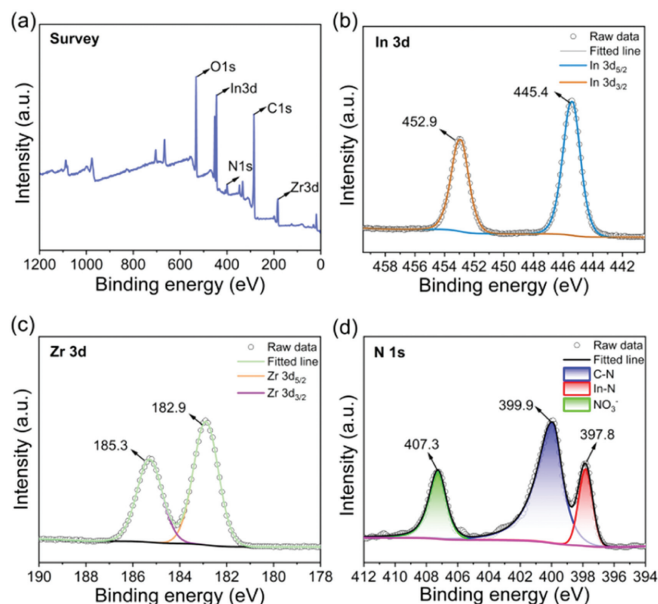 (a)
Survey
O1s
In3d
C1s
N1s
Zr3d
Intensity (a.u.)
1200 1000 800 600 400 200 0
Binding energy (eV)
(b)
In 3d
Raw data
Fitted line
In 3d5/2
In 3d3/2
452.9
445.4
Intensity (a.u.)
458 456 454 452 450 448 446 444 442
Binding energy (eV)
(c)
Zr 3d
Raw data
Fitted line
Zr 3d5/2
Zr 3d3/2
185.3
182.9
Intensity (a.u.)
190 188 186 184 182 180 178
Binding energy (eV)
(d)
N 1s
Raw data
Fitted line
C-N
In-N
NO3-
407.3
399.9
397.8
Intensity (a.u.)
412 410 408 406 404 402 400 398 396 394
Binding energy (eV)